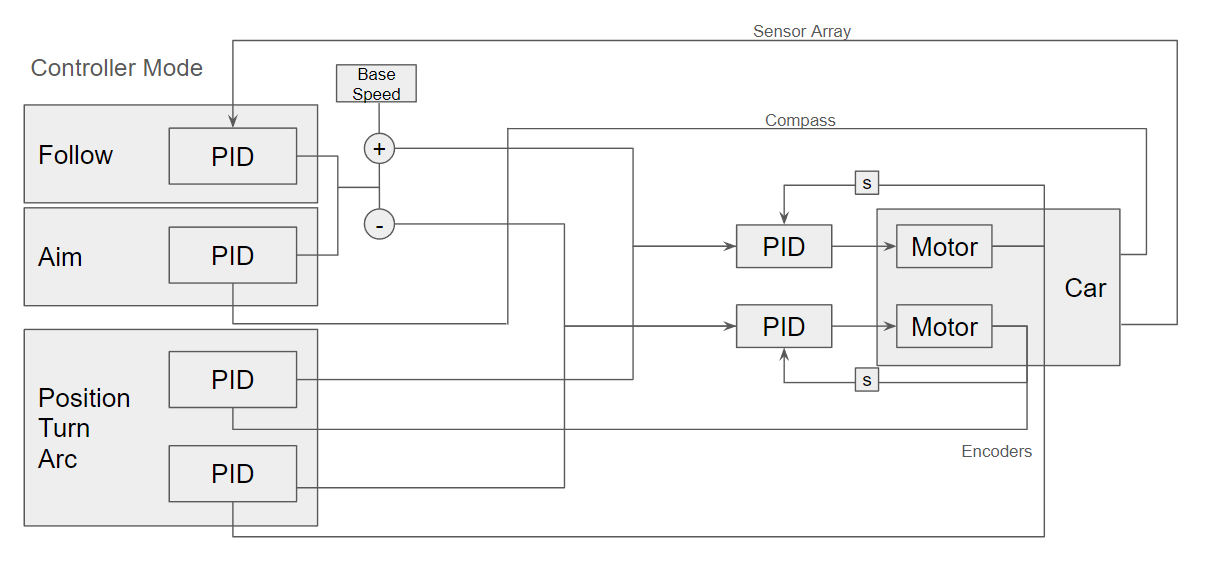 Sensor Array
Controller Mode
Base
Speed
Compass
Follow
PID
+
s
-
Aim
PID
PID
Motor
Car
PID
Motor
PID
s
Position
Turn
Arc
Encoders
PID